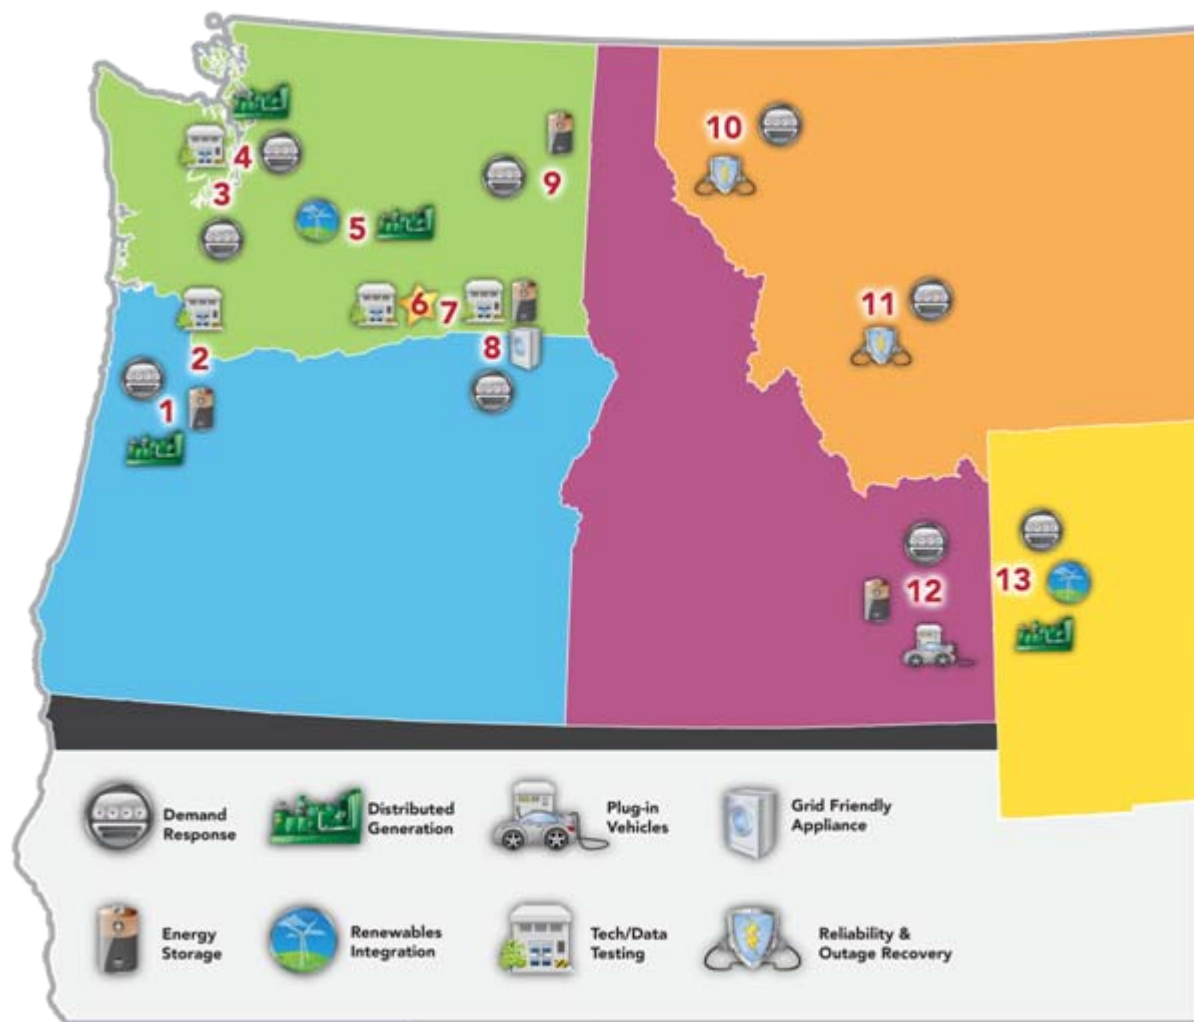 10
4
9
3
5
11
6
7
8
2
1
12
13
Demand
Response
Distributed
Generation
Plug-in
Vehicles
Grid Friendly
Appliance
Energy
Storage
Renewables
Integration
Tech/Data
Testing
Reliability &
Outage Recovery